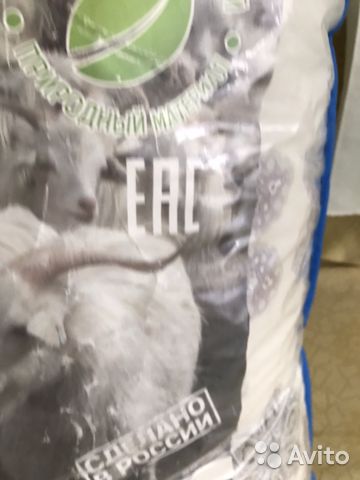 ПРИРОДНЫЙ МАТЕРИАЛ
EAC
СДЕЛАНО
В РОССИИ
Avito